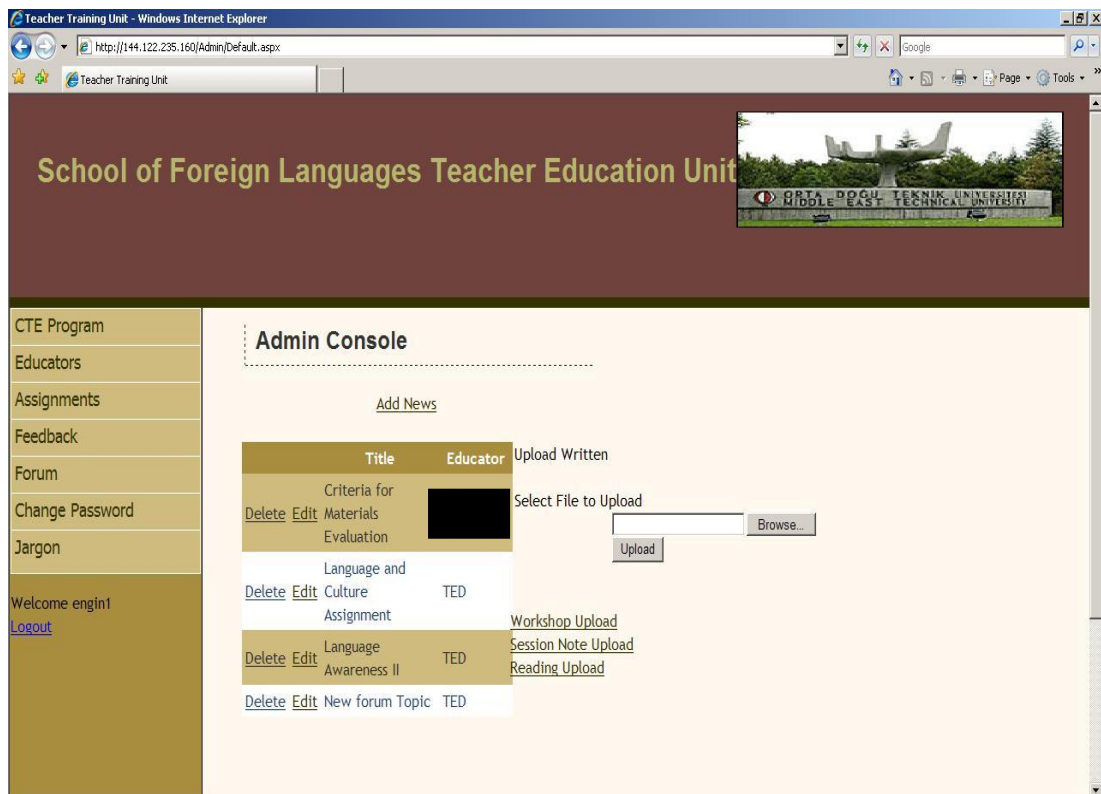 Teacher Training Unit - Windows Internet Explorer
http://144.122.235.160/Admin/Default.aspx
Google
Teacher Training Unit
Page
Tools
School of Foreign Languages Teacher Education Unit
ORTA DOĞU TEKNIK UNIVERSITESI
MIDDLE EAST TECHNICAL UNIVERSITY
CTE Program
Educators
Assignments
Feedback
Forum
Change Password
Jargon
Welcome engin1
Logout
Admin Console
Add News
Title Educator
Delete Edit Criteria for
Materials
Evaluation
Delete Edit Language and
Culture
Assignment
TED
Delete Edit Language
Awareness II
TED
Delete Edit New forum Topic TED
Upload Written
Select File to Upload
Browse...
Upload
Workshop Upload
Session Note Upload
Reading Upload